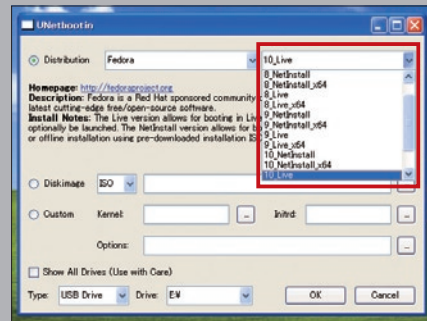 UNetbootin
Distribution Fedora 10_Live
8_NetInstall
8_NetInstall_x64
8_Live
8_Live_x64
9_NetInstall
9_NetInstall_x64
9_Live
9_Live_x64
10_NetInstall
10_NetInstall_x64
10_Live
Homepage: http://fedoraproject.org
Description: Fedora is a Red Hat sponsored community
latest cutting-edge free/open-source software.
Install Notes: The Live version allows for booting in Live
optionally be launched. The NetInstall version allows for
or offline installation using pre-downloaded installation
Diskimage ISO
Custom Kernel: ... Initrd: ...
Options: ...
Show All Drives (Use with Care)
Type: USB Drive Drive: E:¥ OK Cancel